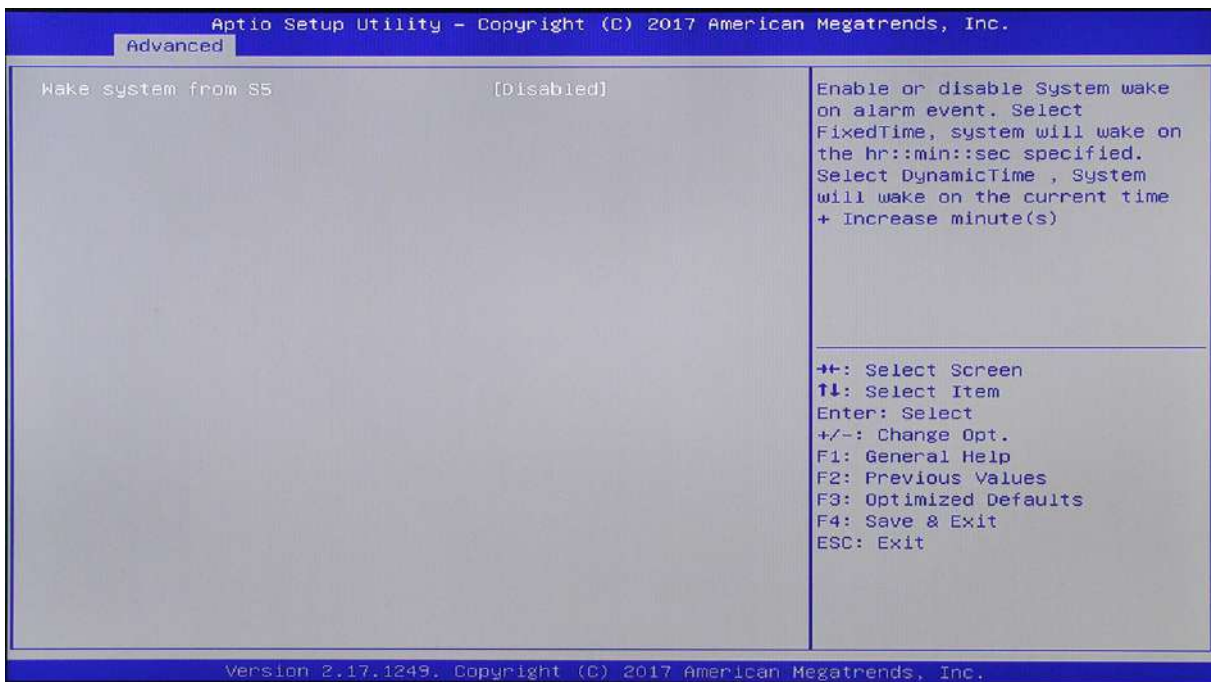 Aptio Setup Utility – Copyright (C) 2017 American Megatrends, Inc.
Advanced
Wake system from S5 [Disabled]
Enable or disable System wake
on alarm event. Select
FixedTime, system will wake on
the hr::min::sec specified.
Select DynamicTime , System
will wake on the current time
+ Increase minute(s)
→←: Select Screen
↑↓: Select Item
Enter: Select
+/-: Change Opt.
F1: General Help
F2: Previous Values
F3: Optimized Defaults
F4: Save & Exit
ESC: Exit
Version 2.17.1249. Copyright (C) 2017 American Megatrends, Inc.